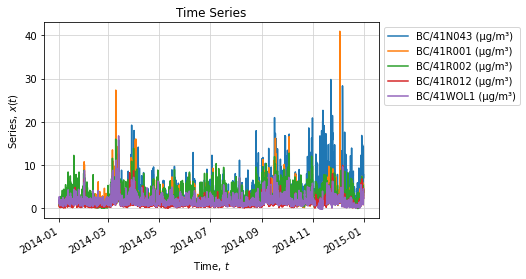 Time Series
Series, x(t)
40
30
20
10
0
2014-01
2014-03
2014-05
2014-07
2014-09
2014-11
2015-01
Time, t
BC/41N043 (μg/m³)
BC/41R001 (μg/m³)
BC/41R002 (μg/m³)
BC/41R012 (μg/m³)
BC/41WOL1 (μg/m³)